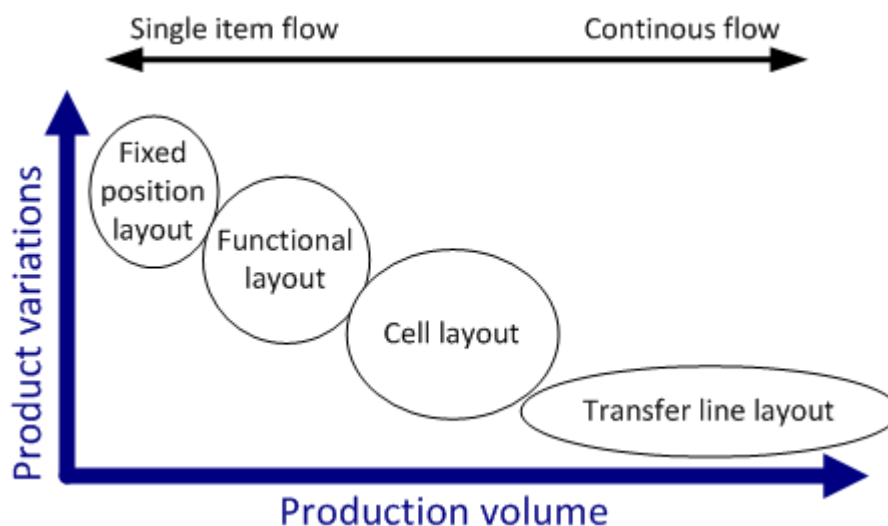 Single item flow
Continous flow
Fixed
position
layout
Functional
layout
Cell layout
Transfer line layout
Product variations
Production volume